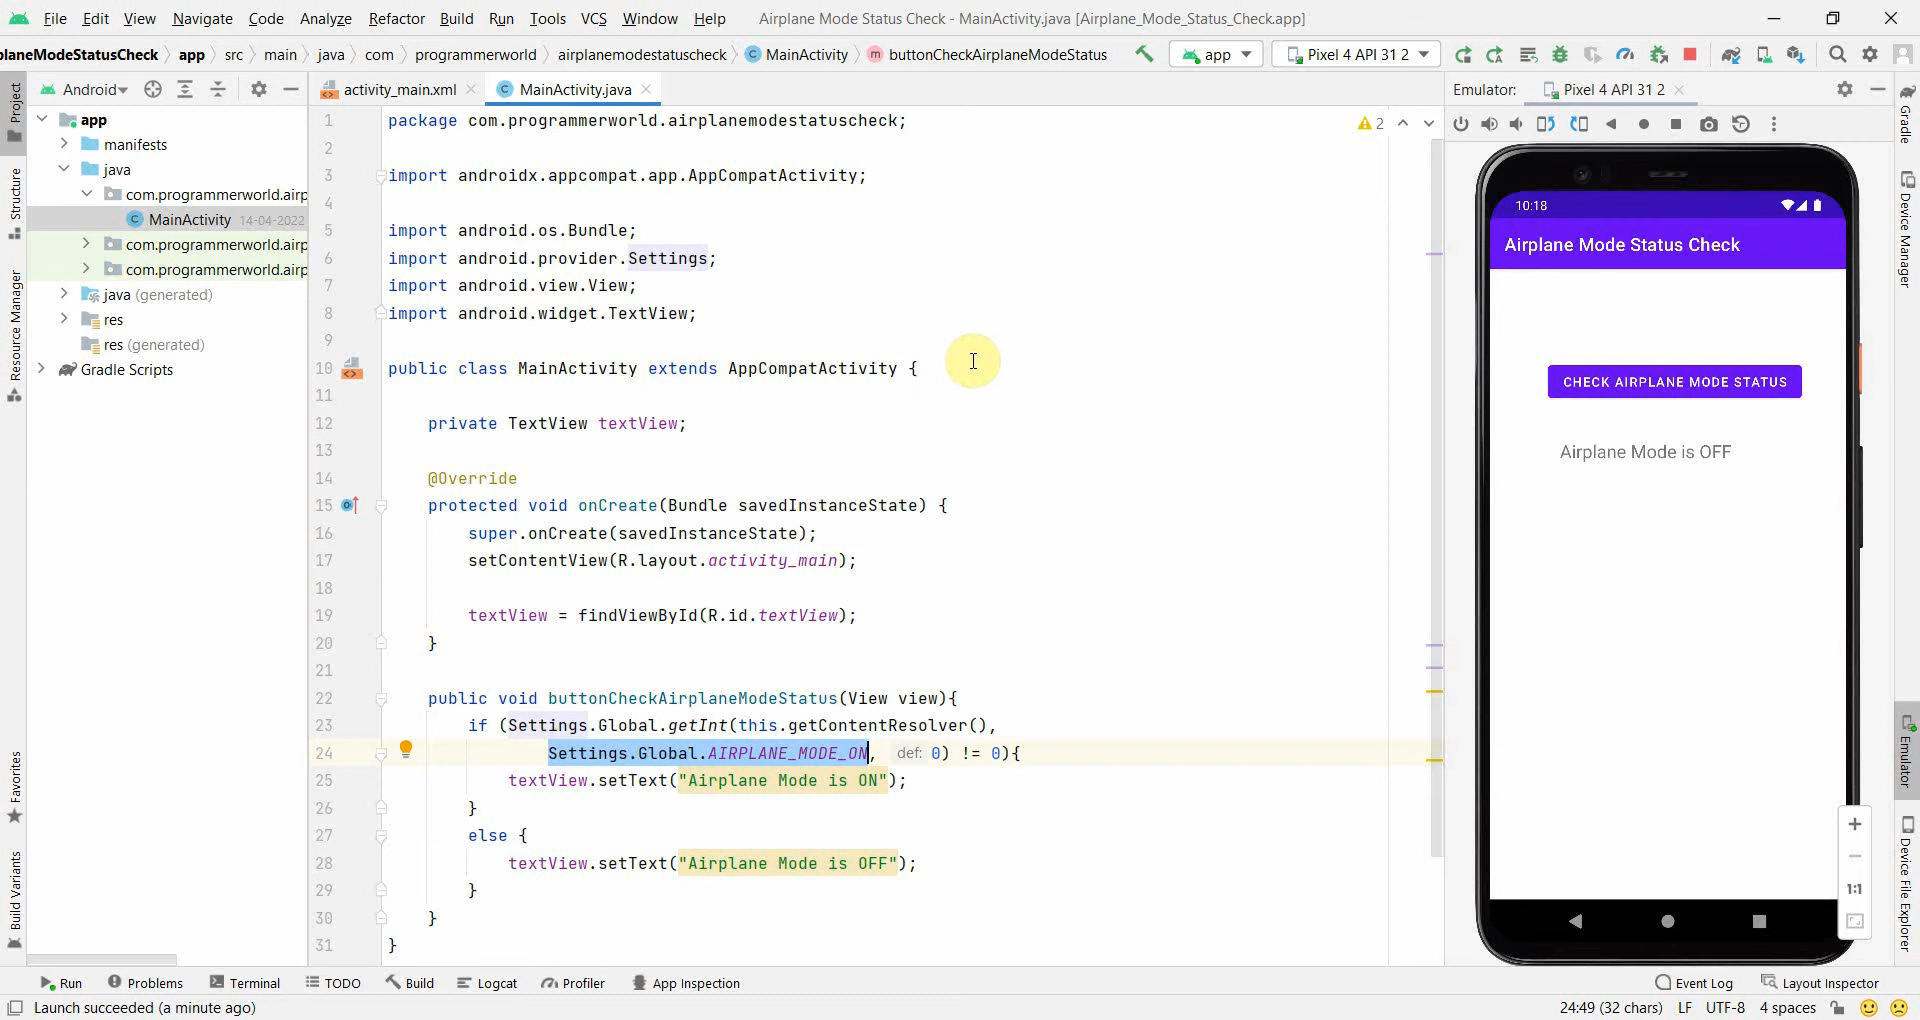 File Edit View Navigate Code Analyze Refactor Build Run Tools VCS Window Help Airplane Mode Status Check - MainActivity.java [Airplane_Mode_Status_Check.app]
planeModeStatusCheck app src main java com programmerworld airplanemodestatuscheck MainActivity buttonCheckAirplaneModeStatus app Pixel 4 API 31 2
Project
Structure
Resource Manager
Favorites
Build Variants
Android
app
manifests
java
com.programmerworld.airp
MainActivity 14-04-2022
com.programmerworld.airp
com.programmerworld.airp
java (generated)
res
res (generated)
Gradle Scripts
activity_main.xml MainActivity.java
2
1 package com.programmerworld.airplanemodestatuscheck;
2
3 import androidx.appcompat.app.AppCompatActivity;
4
5 import android.os.Bundle;
6 import android.provider.Settings;
7 import android.view.View;
8 import android.widget.TextView;
9
10 public class MainActivity extends AppCompatActivity {
11
12 private TextView textView;
13
14 @Override
15 protected void onCreate(Bundle savedInstanceState) {
16 super.onCreate(savedInstanceState);
17 setContentView(R.layout.activity_main);
18
19 textView = findViewById(R.id.textView);
20 }
21
22 public void buttonCheckAirplaneModeStatus(View view){
23 if (Settings.Global.getInt(this.getContentResolver(),
24 Settings.Global.AIRPLANE_MODE_ON, def: 0) != 0){
25 textView.setText("Airplane Mode is ON");
26 }
27 else {
28 textView.setText("Airplane Mode is OFF");
29 }
30 }
31 }
Emulator: Pixel 4 API 31 2
10:18
Airplane Mode Status Check
CHECK AIRPLANE MODE STATUS
Airplane Mode is OFF
1:1
Gradle
Device Manager
Emulator
Device File Explorer
Run Problems Terminal TODO Build Logcat Profiler App Inspection Event Log Layout Inspector
Launch succeeded (a minute ago) 24:49 (32 chars) LF UTF-8 4 spaces